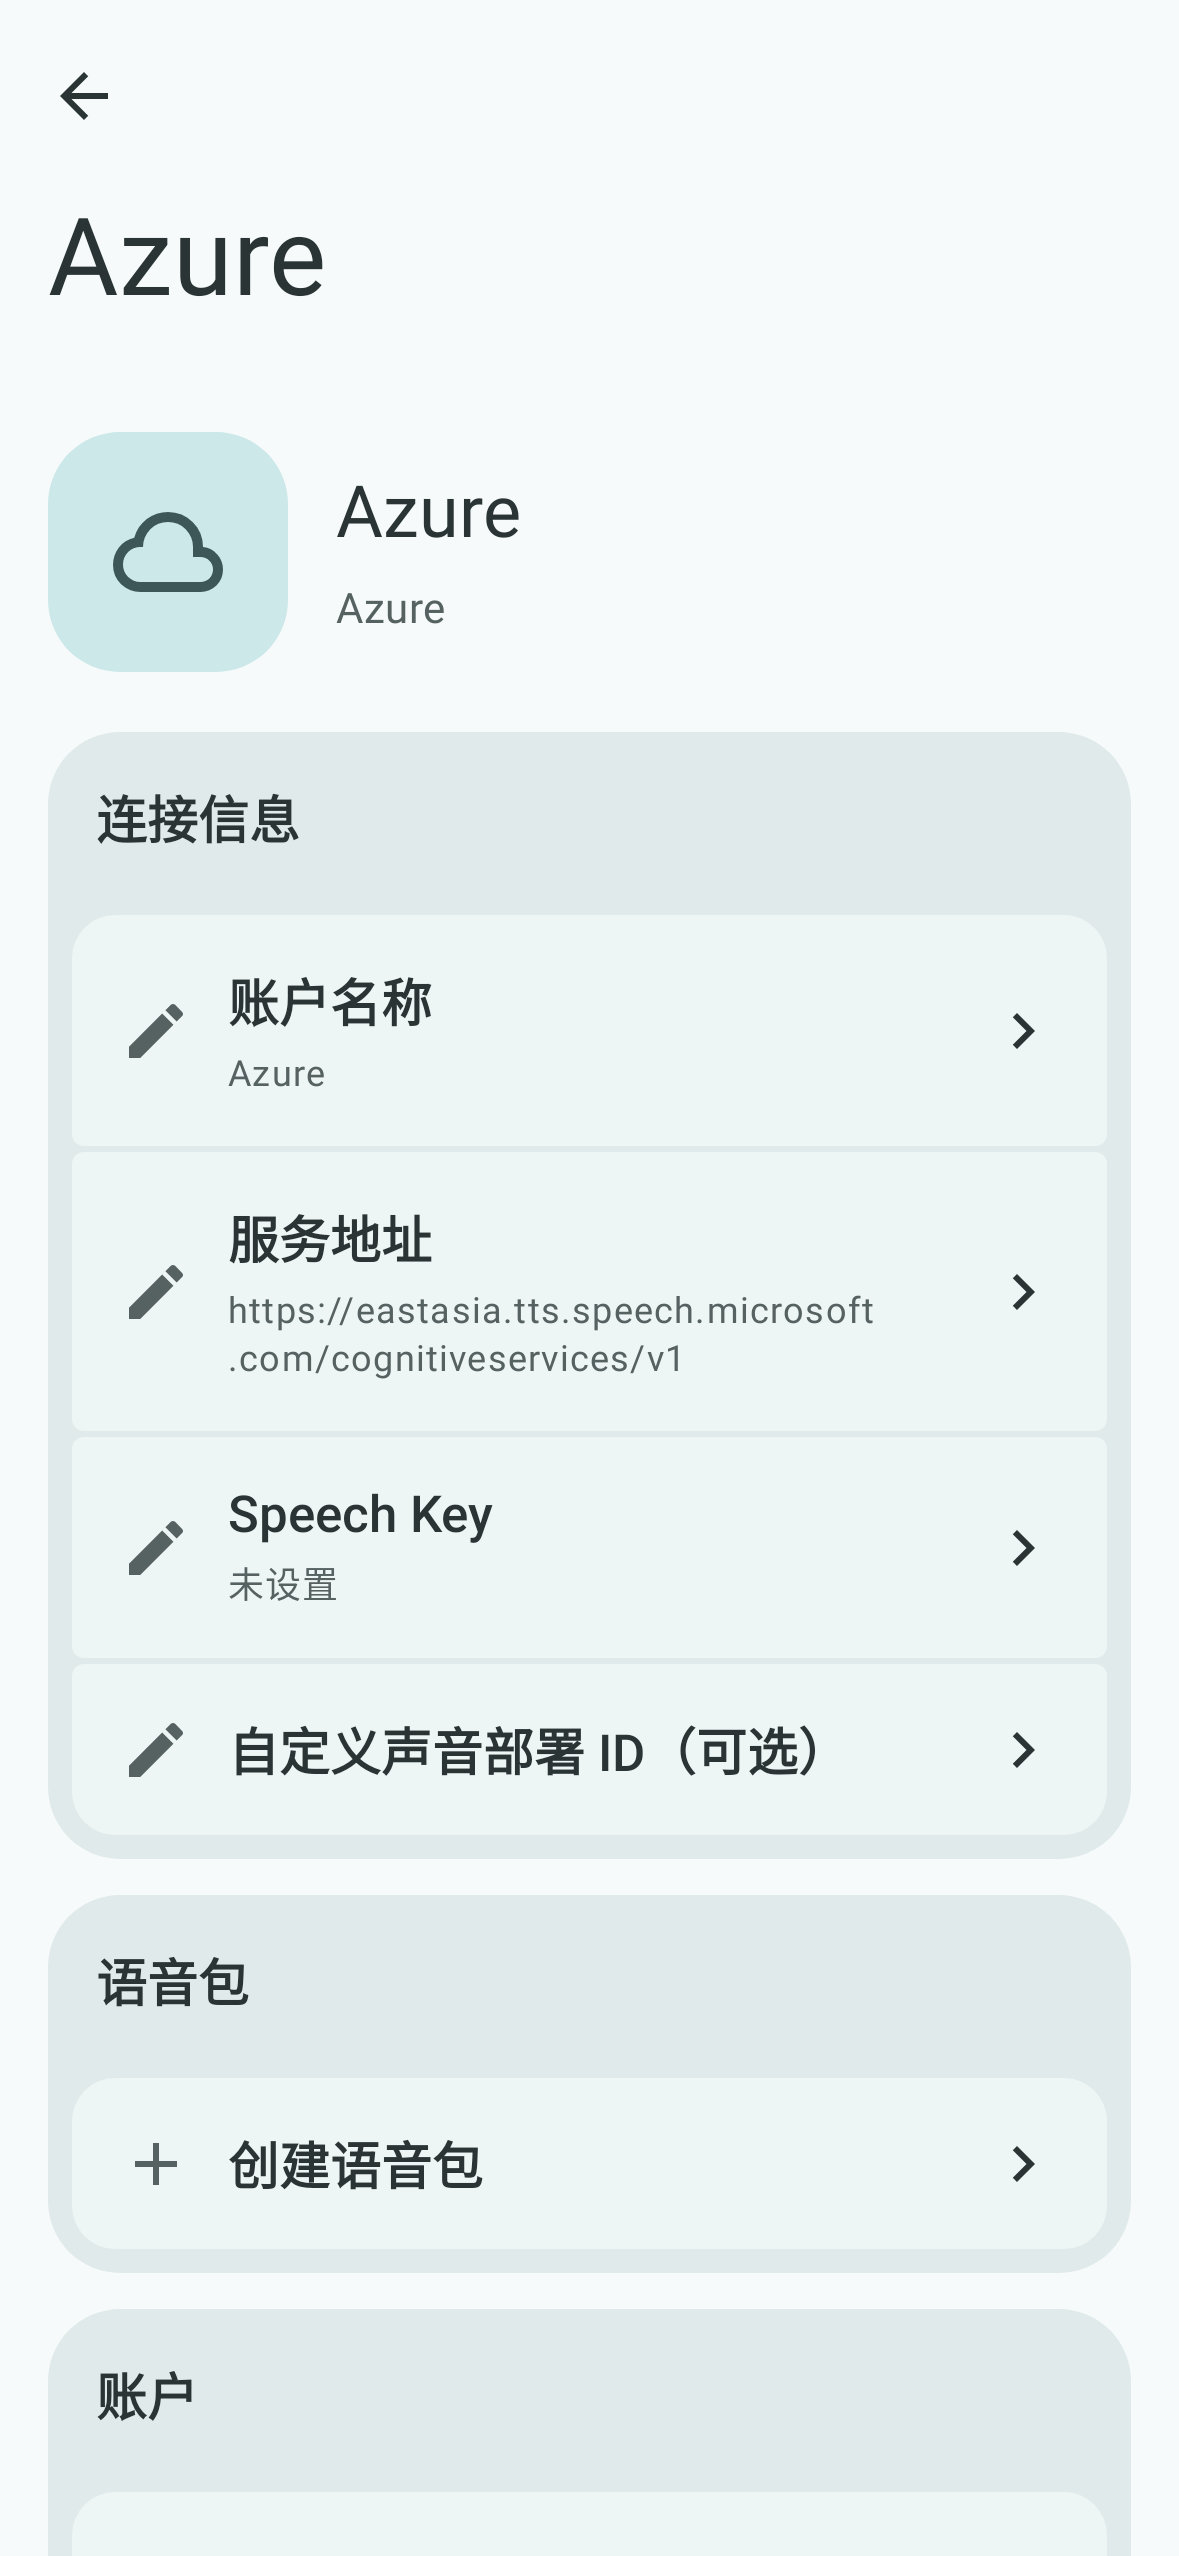 Azure
Azure
Azure
连接信息
账户名称
Azure
服务地址
https://eastasia.tts.speech.microsoft
.com/cognitiveservices/v1
Speech Key
未设置
自定义声音部署 ID（可选）
语音包
创建语音包
账户